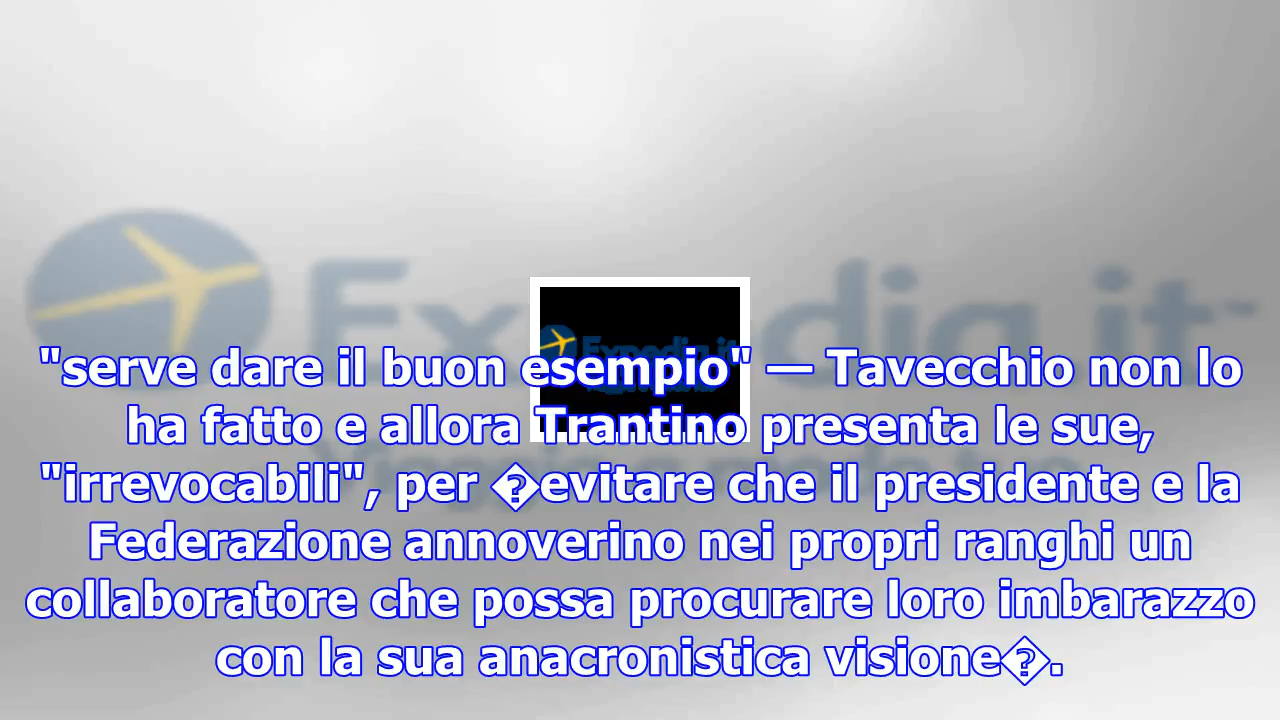 Expedia.it
"serve dare il buon esempio" — Tavecchio non lo
ha fatto e allora Trantino presenta le sue,
"irrevocabili", per �evitare che il presidente e la
Federazione annoverino nei propri ranghi un
collaboratore che possa procurare loro imbarazzo
con la sua anacronistica visione�.